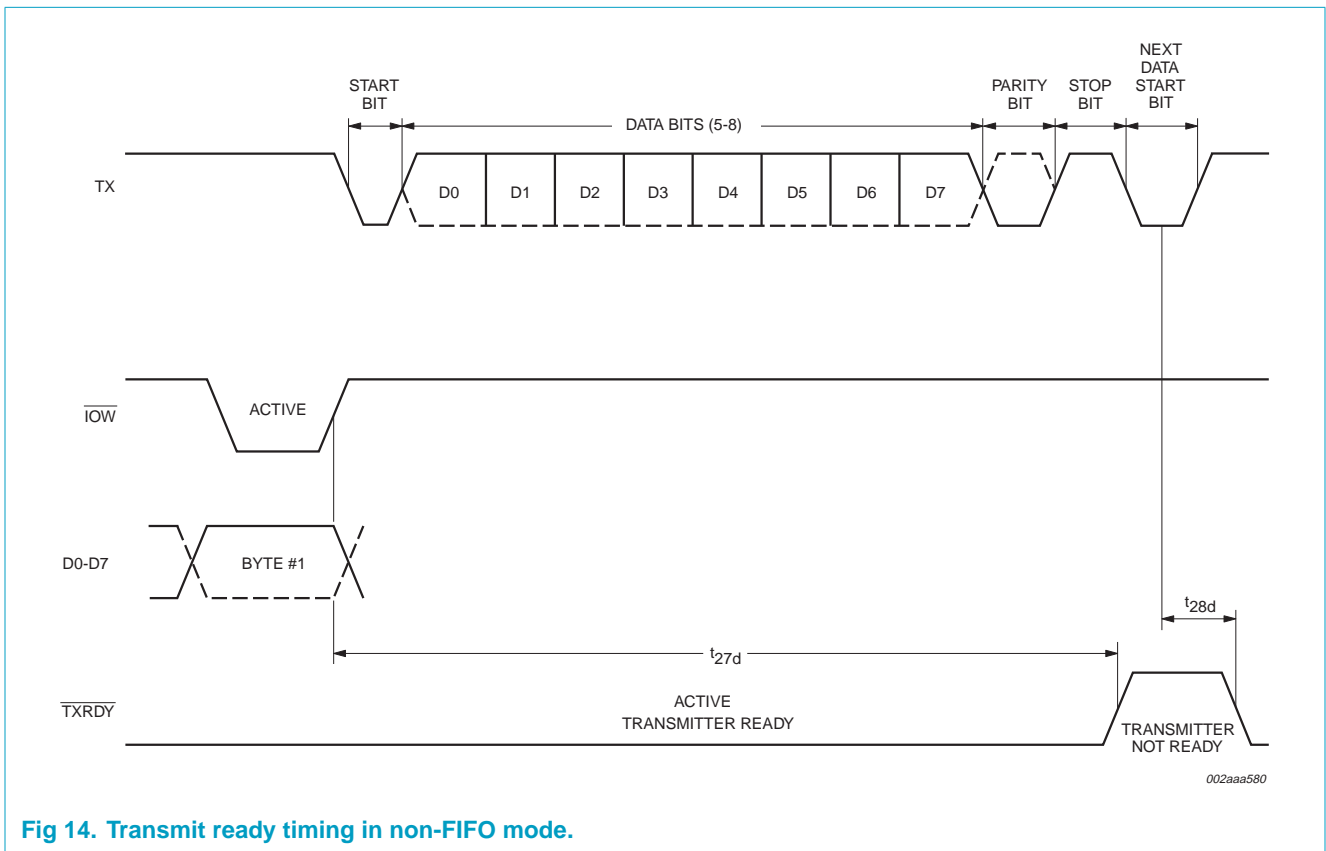 START
BIT
DATA BITS (5-8)
PARITY
BIT
STOP
BIT
NEXT
DATA
START
BIT
TX
D0
D1
D2
D3
D4
D5
D6
D7
IOW
ACTIVE
D0-D7
BYTE #1
t28d
t27d
TXRDY
ACTIVE
TRANSMITTER READY
TRANSMITTER
NOT READY
002aaa580
Fig 14. Transmit ready timing in non-FIFO mode.